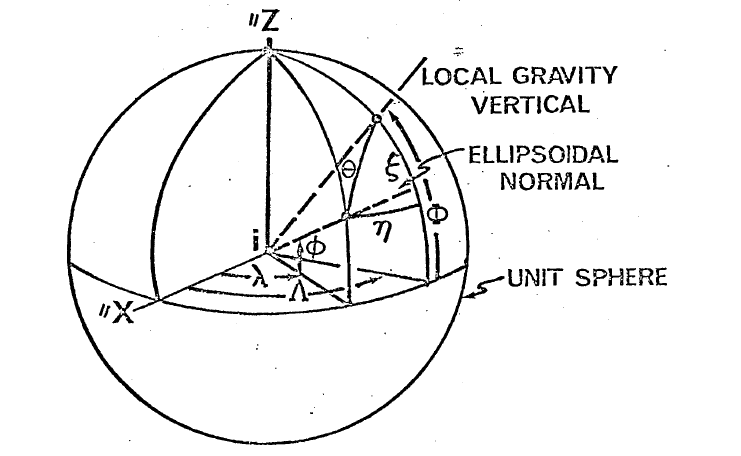 "Z
LOCAL GRAVITY
VERTICAL
Θ
ξ
ELLIPSOIDAL
NORMAL
η
Φ
i
ϕ
λ
Λ
UNIT SPHERE
"X